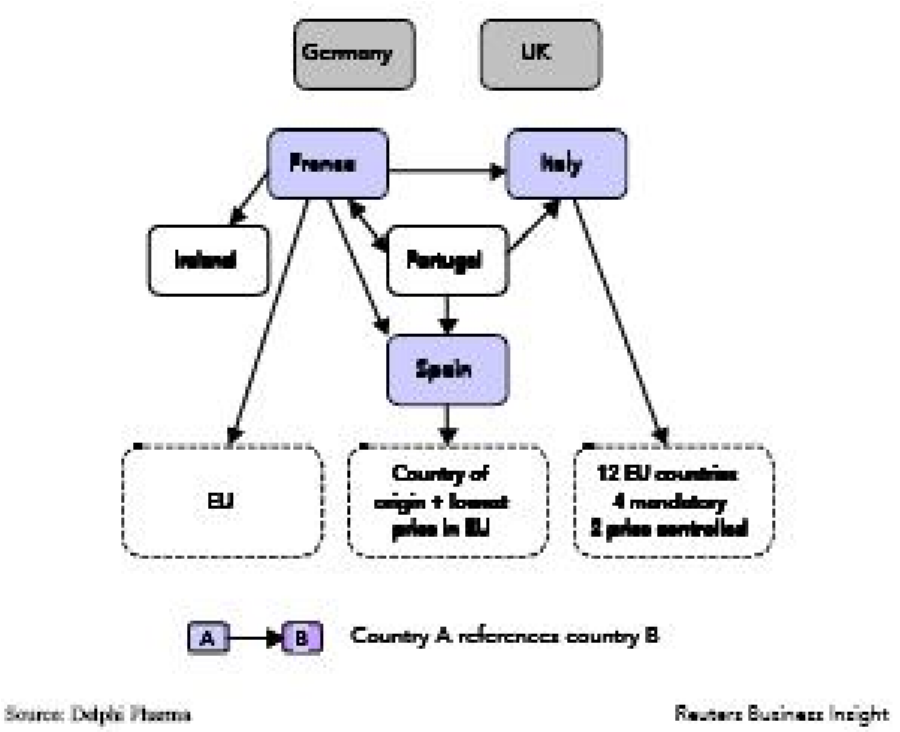 Germany
UK
France
Italy
Ireland
Portugal
Spain
EU
Country of
origin + lowest
price in EU
12 EU countries
4 mandatory
2 price controlled
A
B
Country A references country B
Source: Delphi Pharma
Reuters Business Insight